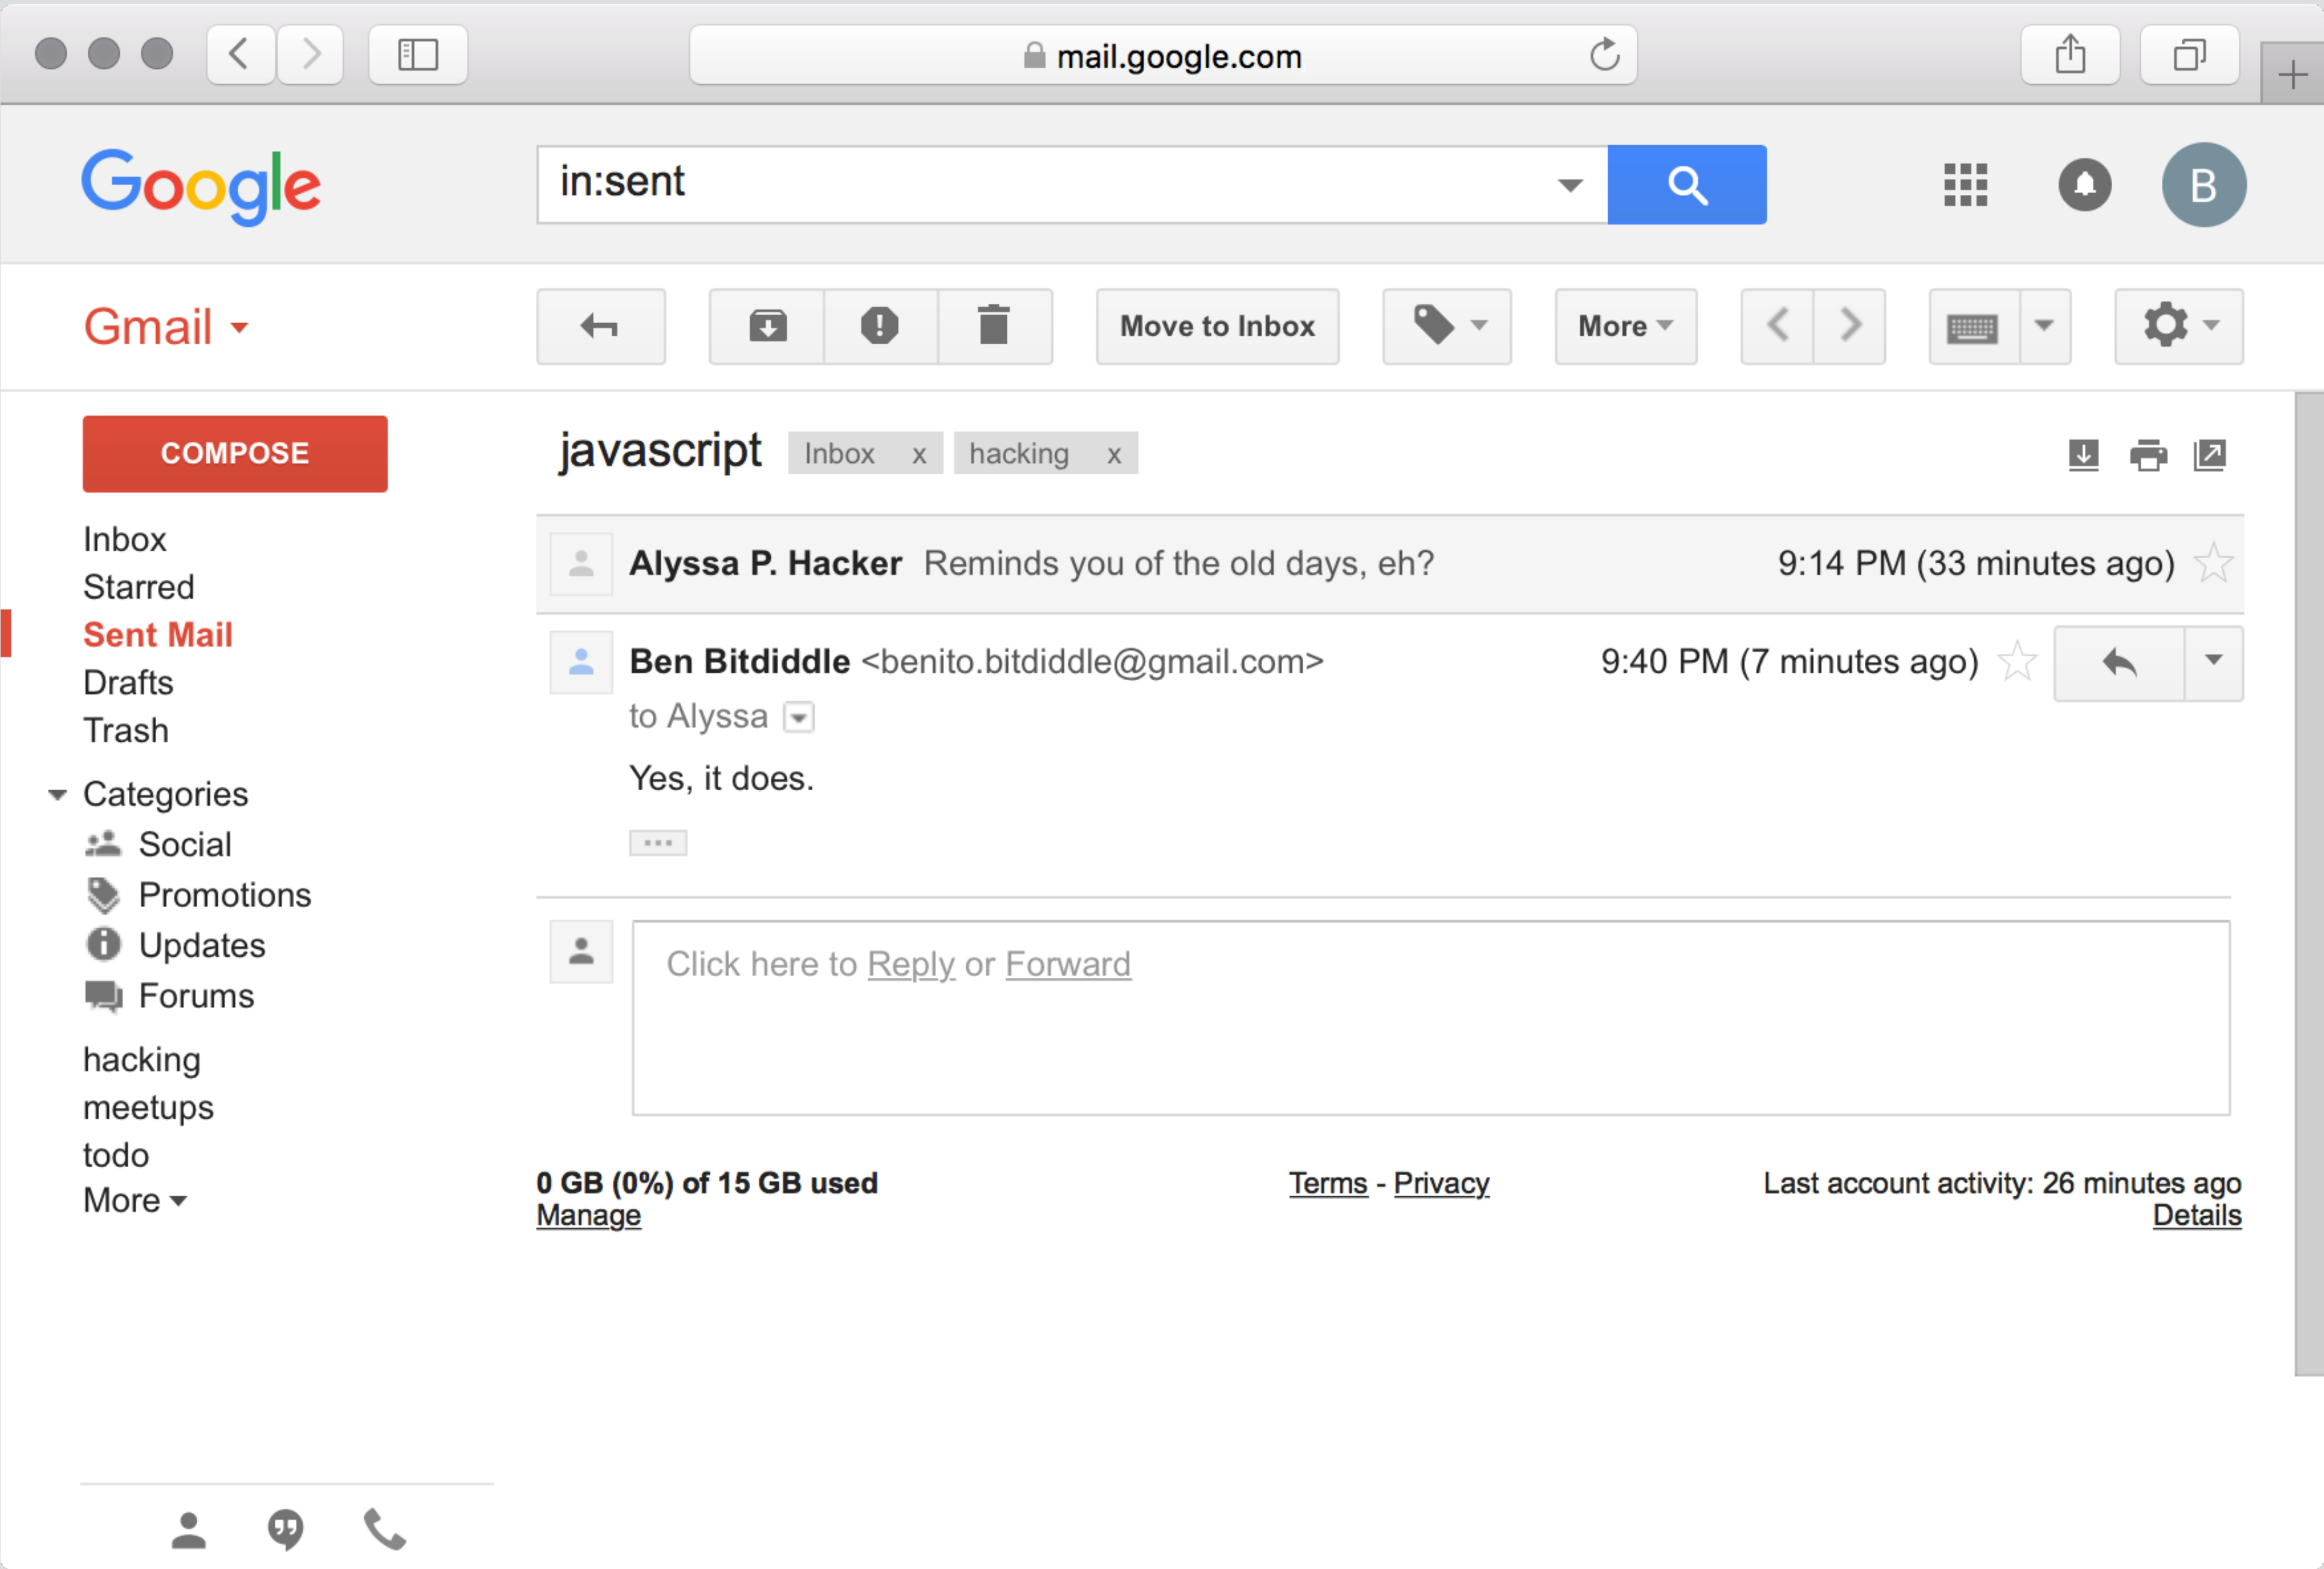 mail.google.com
Google
in:sent
B
Gmail
Move to Inbox
More
COMPOSE
javascript Inbox x hacking x
Inbox
Starred
Sent Mail
Drafts
Trash
Categories
Social
Promotions
Updates
Forums
hacking
meetups
todo
More
Alyssa P. Hacker Reminds you of the old days, eh? 9:14 PM (33 minutes ago)
Ben Bitdiddle <benito.bitdiddle@gmail.com> 9:40 PM (7 minutes ago)
to Alyssa
Yes, it does.
Click here to Reply or Forward
0 GB (0%) of 15 GB used
Manage
Terms - Privacy
Last account activity: 26 minutes ago
Details